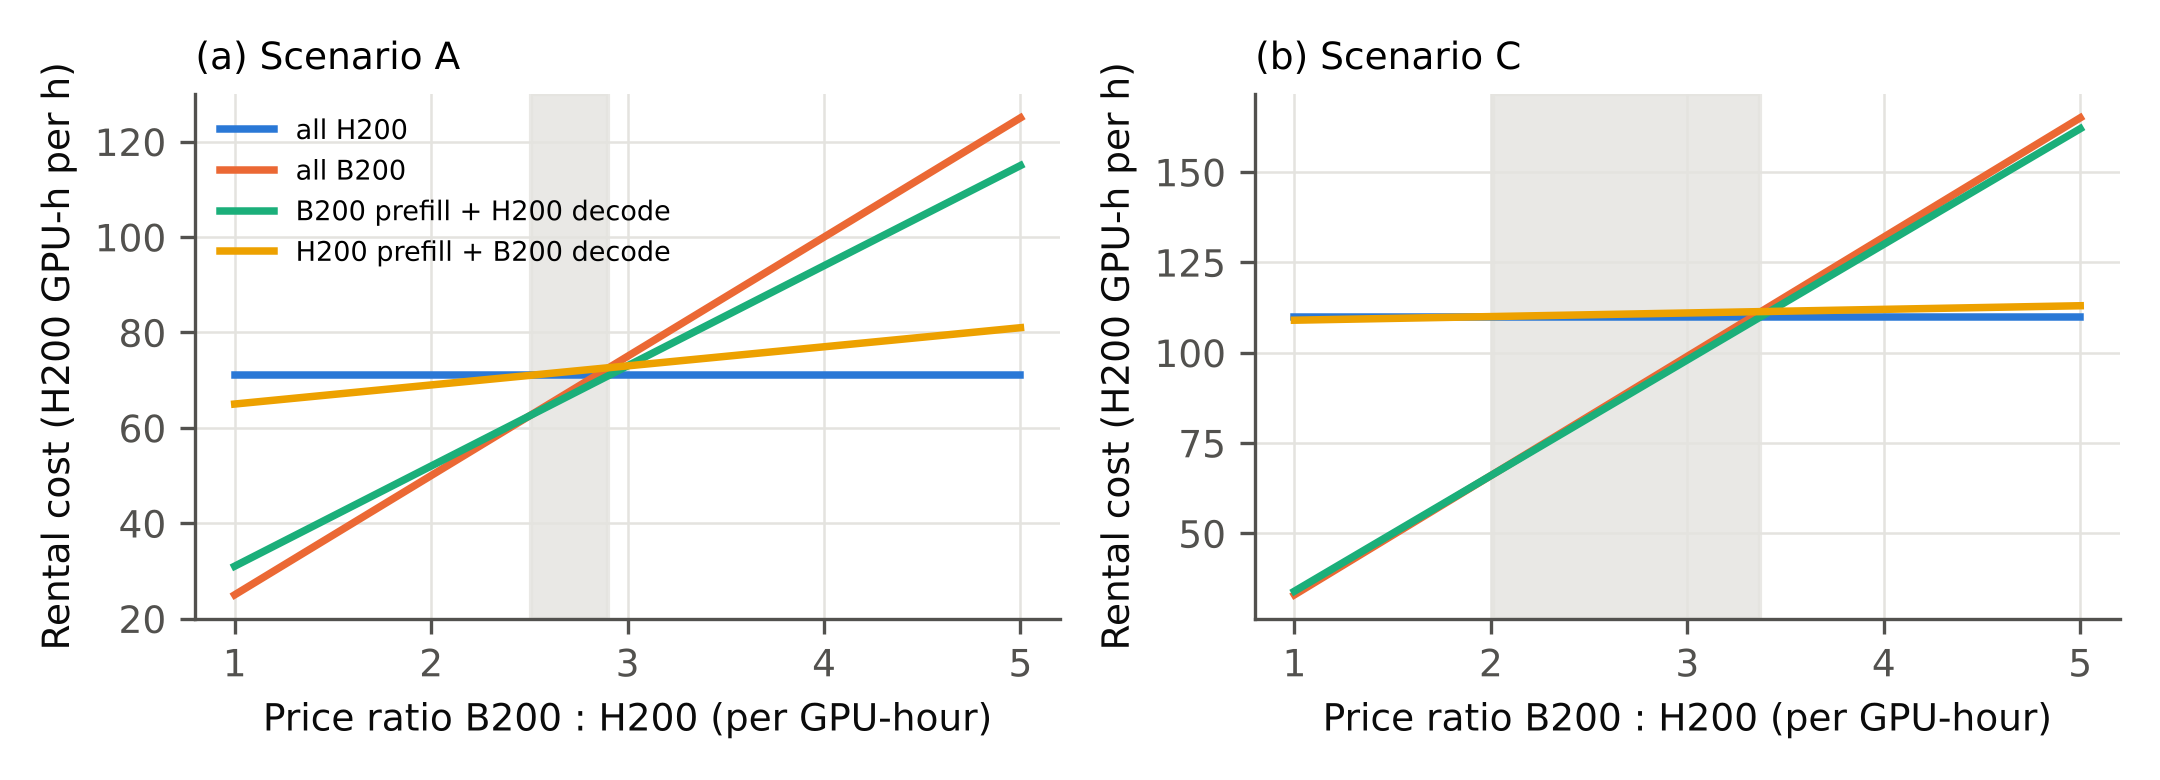 (a) Scenario A
Rental cost (H200 GPU-h per h)
120
100
80
60
40
20
all H200
all B200
B200 prefill + H200 decode
H200 prefill + B200 decode
1 2 3 4 5
Price ratio B200 : H200 (per GPU-hour)
(b) Scenario C
Rental cost (H200 GPU-h per h)
150
125
100
75
50
1 2 3 4 5
Price ratio B200 : H200 (per GPU-hour)